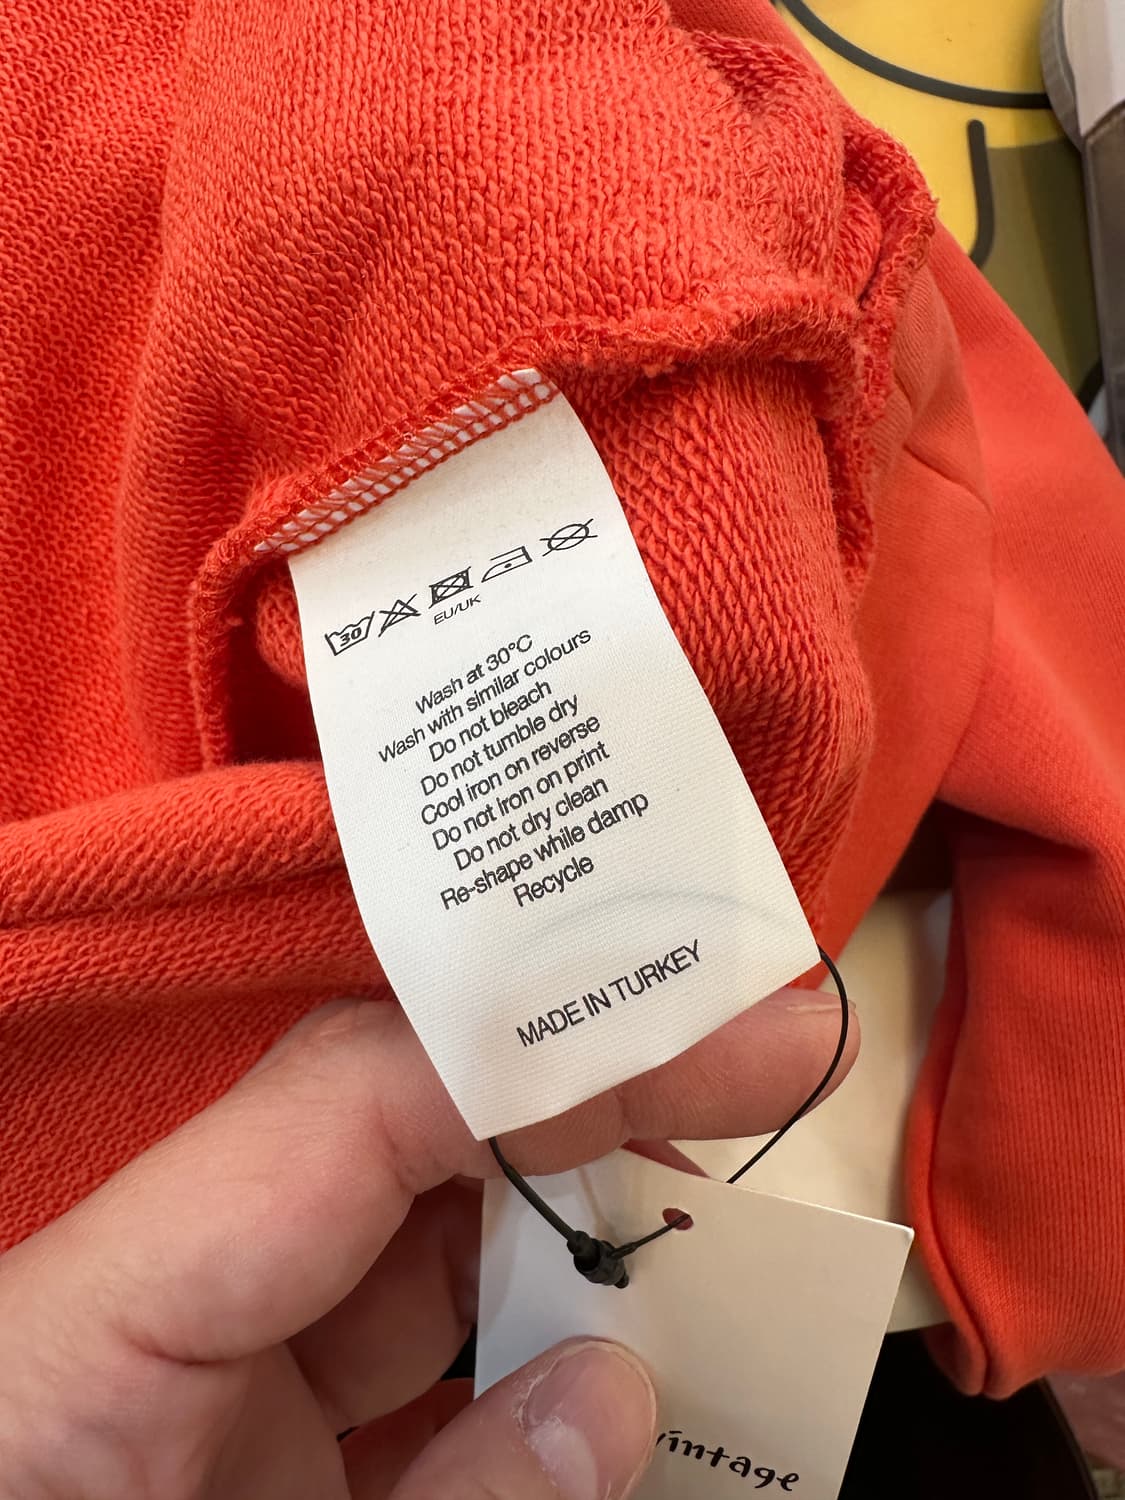 30
EU/UK
Wash at 30°C
Wash with similar colours
Do not bleach
Do not tumble dry
Cool iron on reverse
Do not iron on print
Do not dry clean
Re-shape while damp
Recycle
MADE IN TURKEY
vintage